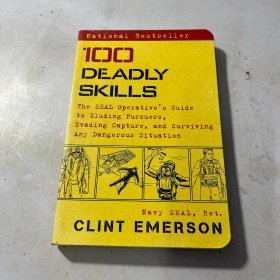 National Bestseller
100
DEADLY
SKILLS
The SEAL Operative's Guide
to Eluding Pursuers,
Evading Capture, and Surviving
Any Dangerous Situation
Navy SEAL, Ret.
CLINT EMERSON